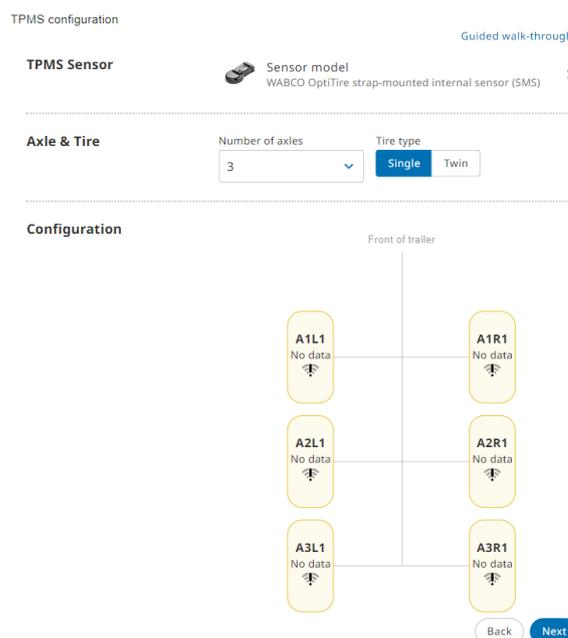 TPMS configuration
Guided walk-through
TPMS Sensor
Sensor model
WABCO OptiTire strap-mounted internal sensor (SMS)
Axle & Tire
Number of axles
Tire type
3
Single
Twin
Configuration
Front of trailer
A1L1
No data
A1R1
No data
A2L1
No data
A2R1
No data
A3L1
No data
A3R1
No data
Back
Next